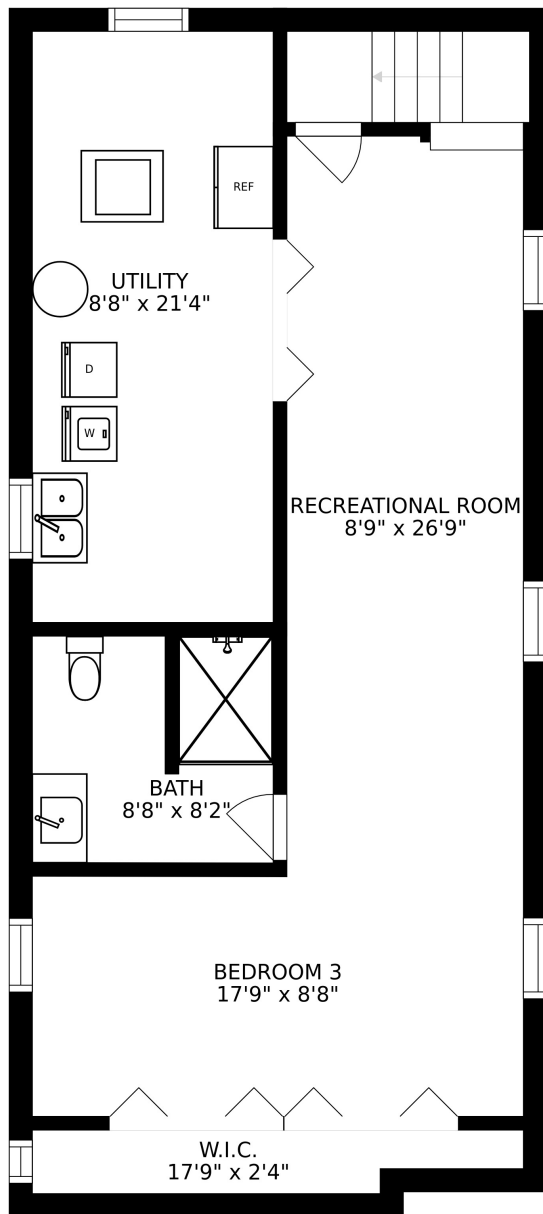 REF
UTILITY
8'8" x 21'4"
D
W
RECREATIONAL ROOM
8'9" x 26'9"
BATH
8'8" x 8'2"
BEDROOM 3
17'9" x 8'8"
W.I.C.
17'9" x 2'4"